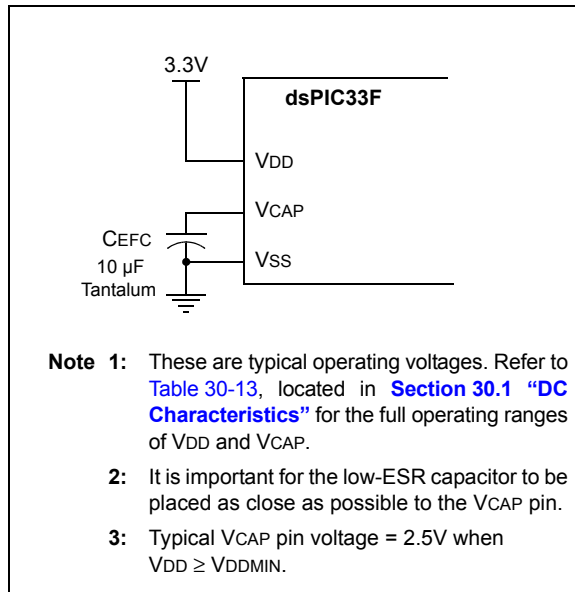 3.3V
dsPIC33F
VDD
VCAP
CEFC
VSS
10 µF
Tantalum
Note 1: These are typical operating voltages. Refer to
Table 30-13, located in Section 30.1 “DC
Characteristics” for the full operating ranges
of VDD and VCAP.
2: It is important for the low-ESR capacitor to be
placed as close as possible to the VCAP pin.
3: Typical VCAP pin voltage = 2.5V when
VDD ≥ VDDMIN.